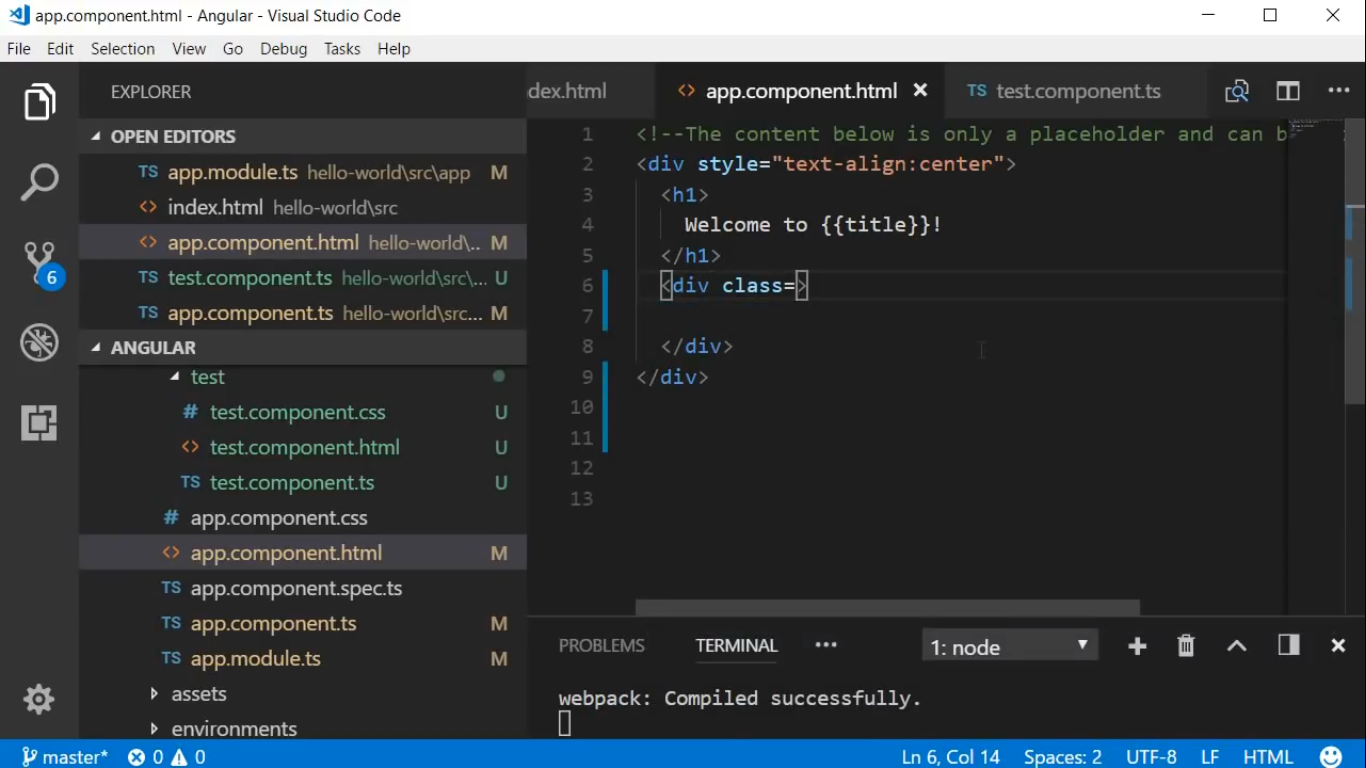 app.component.html - Angular - Visual Studio Code
File Edit Selection View Go Debug Tasks Help
EXPLORER
OPEN EDITORS
TS app.module.ts hello-world\src\app M
<> index.html hello-world\src
<> app.component.html hello-world\.. M
TS test.component.ts hello-world\src\... U
TS app.component.ts hello-world\src... M
ANGULAR
test
# test.component.css U
<> test.component.html U
TS test.component.ts U
# app.component.css
<> app.component.html M
app.component.spec.ts
TS app.component.ts M
TS app.module.ts M
assets
environments
6
dex.html <> app.component.html TS test.component.ts
1 <!--The content below is only a placeholder and can b
2 <div style="text-align:center">
3 <h1>
4 Welcome to {{title}}!
5 </h1>
6 <div class=>
7
8 </div>
9 </div>
10
11
12
13
PROBLEMS TERMINAL ••• 1: node
webpack: Compiled successfully.
master* 0 0 Ln 6, Col 14 Spaces: 2 UTF-8 LF HTML